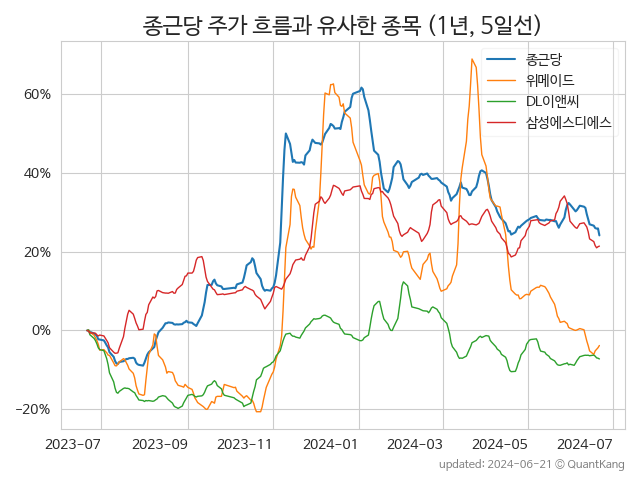 종근당 주가 흐름과 유사한 종목 (1년, 5일선)
종근당
위메이드
DL이앤씨
삼성에스디에스
60%
40%
20%
0%
−20%
2023-07
2023-09
2023-11
2024-01
2024-03
2024-05
2024-07
updated: 2024-06-21 © QuantKang